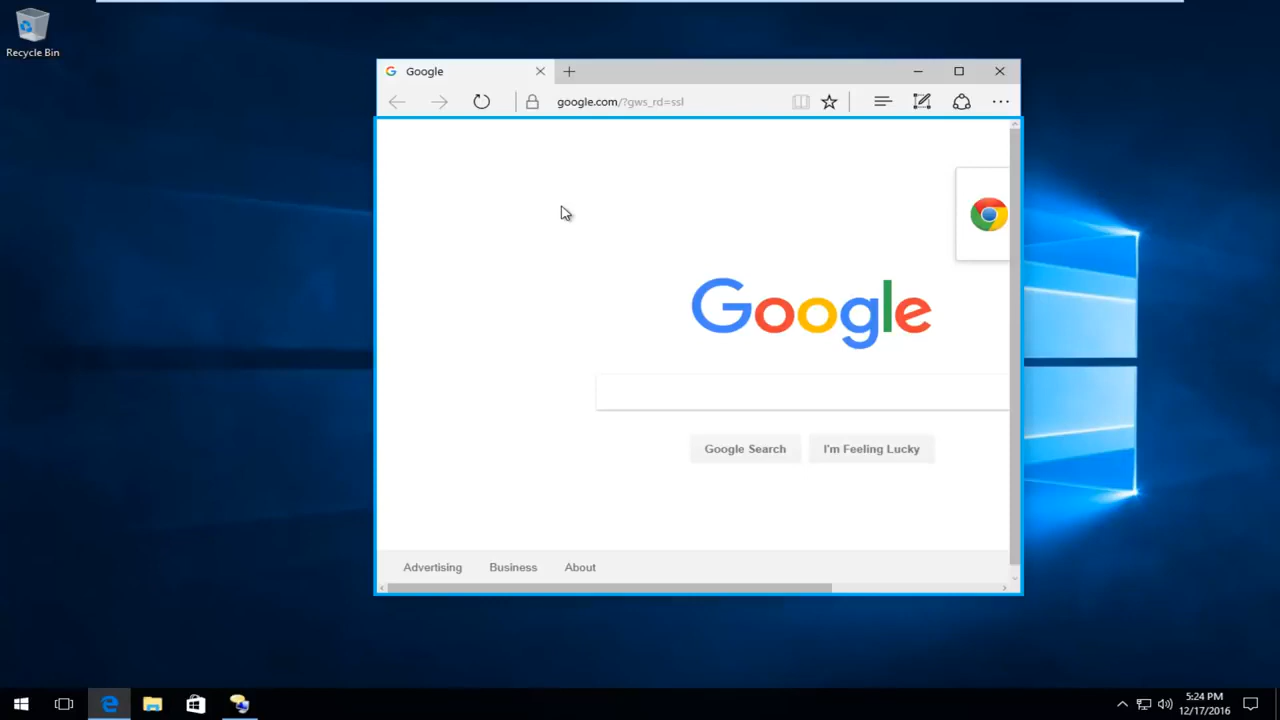 Recycle Bin
Google
google.com/?gws_rd=ssl
Google
Google Search
I'm Feeling Lucky
Advertising
Business
About
5:24 PM
12/17/2016